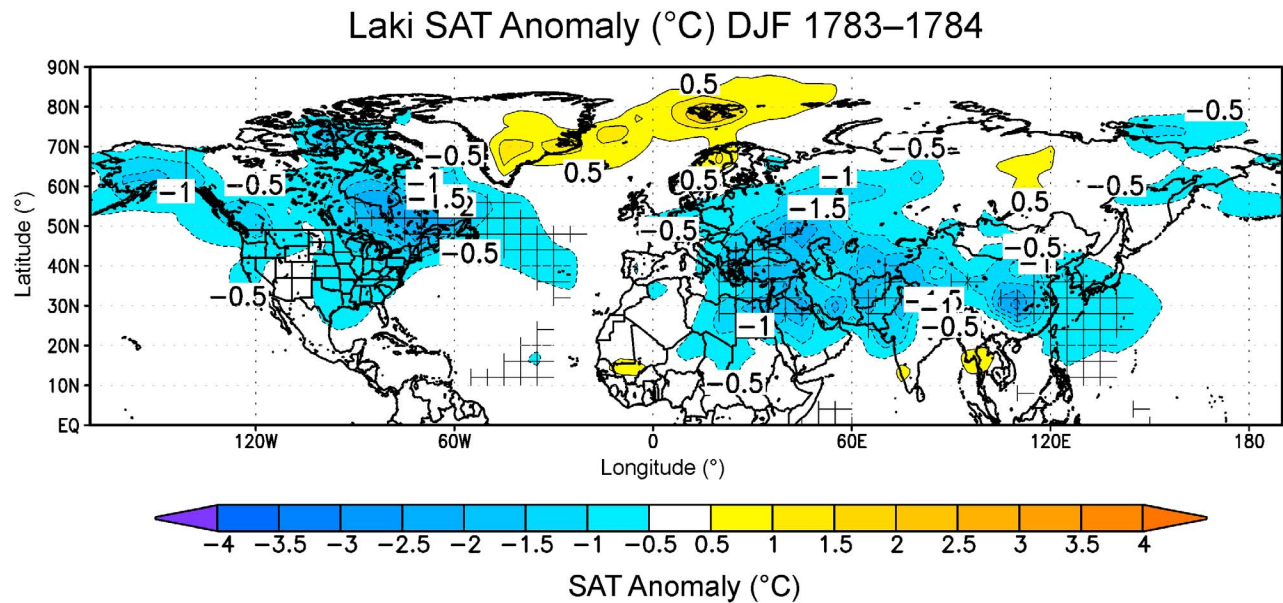 Laki SAT Anomaly (°C) DJF 1783–1784
90N
0.5
80N
70N
−0.5
−0.5
0.5
60N
−1
−0.5
−1
−1.5
0.5
−1
−0.5
0.5
50N
−1.5
−0.5
−0.5
40N
−0.5
−1
30N
−0.5
−1
−1
−0.5
20N
−0.5
10N
EQ
120W
60W
0
60E
120E
180
Latitude (°)
Longitude (°)
−4
−3.5
−3
−2.5
−2
−1.5
−1
−0.5
0.5
1
1.5
2
2.5
3
3.5
4
SAT Anomaly (°C)